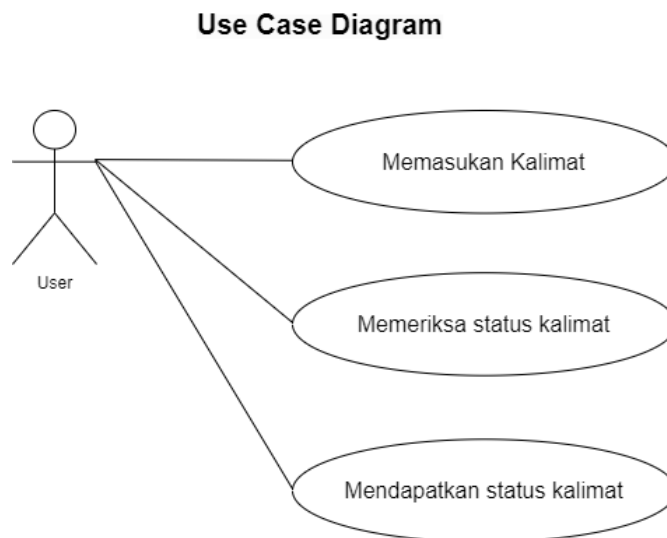 Use Case Diagram
Memasukan Kalimat
User
Memeriksa status kalimat
Mendapatkan status kalimat